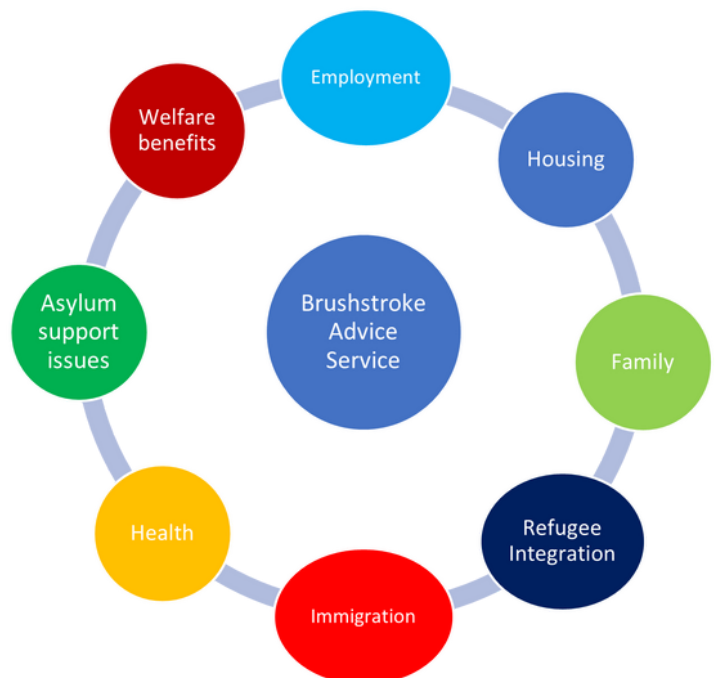 Employment
Housing
Family
Refugee
Integration
Immigration
Health
Asylum
support
issues
Welfare
benefits
Brushstroke
Advice
Service